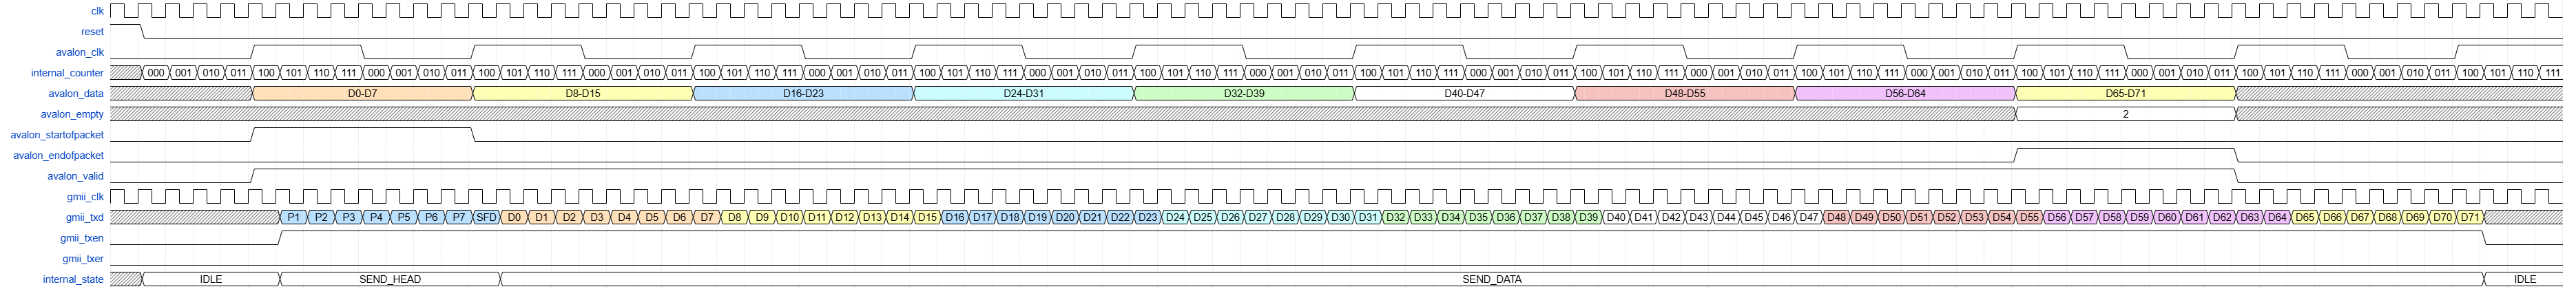 clk
reset
avalon_clk
internal_counter 000 001 010 011 100 101 110 111 000 001 010 011 100 101 110 111 000 001 010 011 100 101 110 111 000 001 010 011 100 101 110 111 000 001 010 011 100 101 110 111 000 001 010 011 100 101 110 111 000 001 010 011 100 101 110 111 000 001 010 011 100 101 110 111 000 001 010 011 100 101 110 111 000 001 010 011 100 101 110 111 000 001 010 011 100 101 110 111
avalon_data D0-D7 D8-D15 D16-D23 D24-D31 D32-D39 D40-D47 D48-D55 D56-D64 D65-D71
avalon_empty 2
avalon_startofpacket
avalon_endofpacket
avalon_valid
gmii_clk
gmii_txd P1 P2 P3 P4 P5 P6 P7 SFD D0 D1 D2 D3 D4 D5 D6 D7 D8 D9 D10 D11 D12 D13 D14 D15 D16 D17 D18 D19 D20 D21 D22 D23 D24 D25 D26 D27 D28 D29 D30 D31 D32 D33 D34 D35 D36 D37 D38 D39 D40 D41 D42 D43 D44 D45 D46 D47 D48 D49 D50 D51 D52 D53 D54 D55 D56 D57 D58 D59 D60 D61 D62 D63 D64 D65 D66 D67 D68 D69 D70 D71
gmii_txen
gmii_txer
internal_state IDLE SEND_HEAD SEND_DATA IDLE